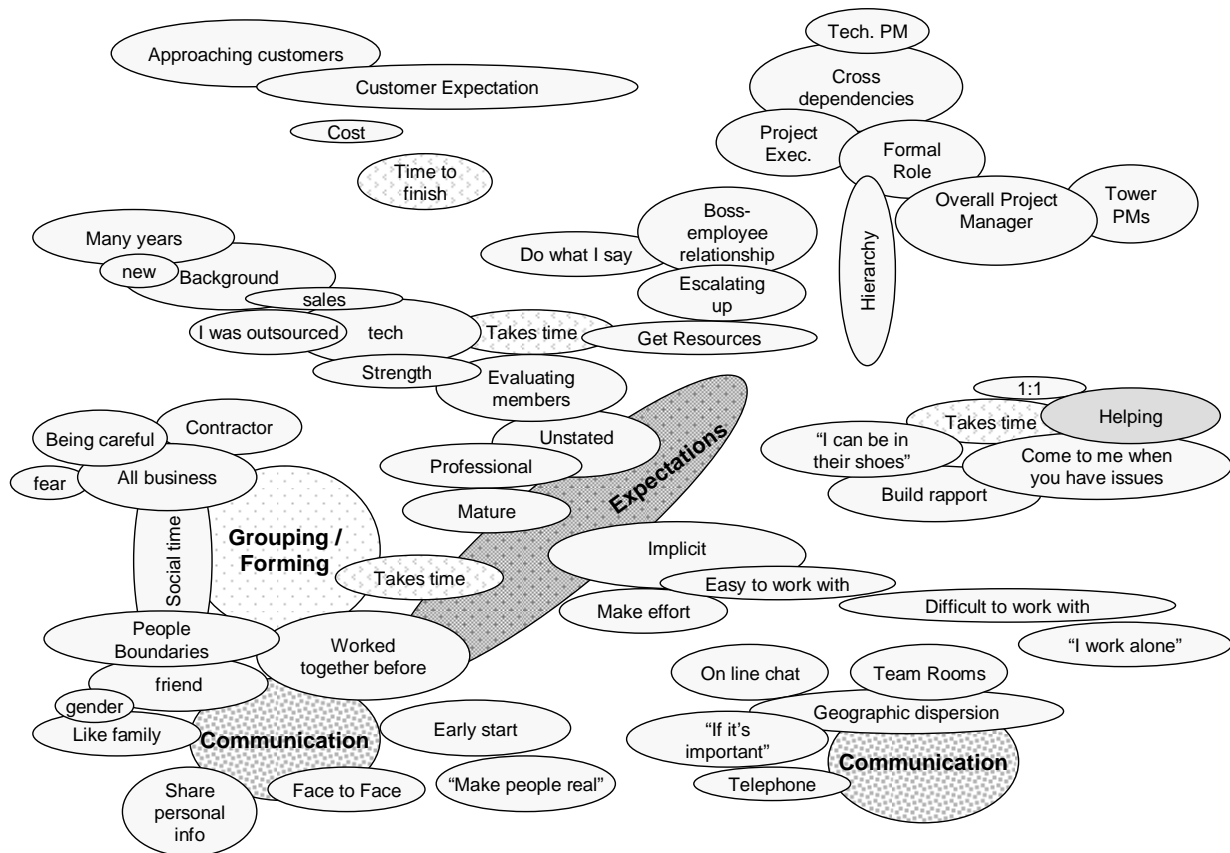 Tech. PM
Approaching customers
Customer Expectation
Cross
dependencies
Cost
Project
Exec.
Formal
Role
Time to
finish
Overall Project
Manager
Tower
PMs
Many years
Boss-
employee
relationship
Do what I say
new
Background
Hierarchy
Escalating
up
sales
I was outsourced
tech
Takes time
Get Resources
Strength
Evaluating
members
1:1
Takes time
Helping
Contractor
Being careful
Unstated
"I can be in
their shoes"
Professional
Come to me when
you have issues
All business
fear
Build rapport
Expectations
Mature
Social time
Grouping /
Forming
Implicit
Takes time
Easy to work with
Make effort
Difficult to work with
People
Boundaries
Worked
together before
"I work alone"
On line chat
Team Rooms
friend
gender
Geographic dispersion
Like family
Communication
Early start
"If it's
important"
Communication
Telephone
Share
personal
info
Face to Face
"Make people real"